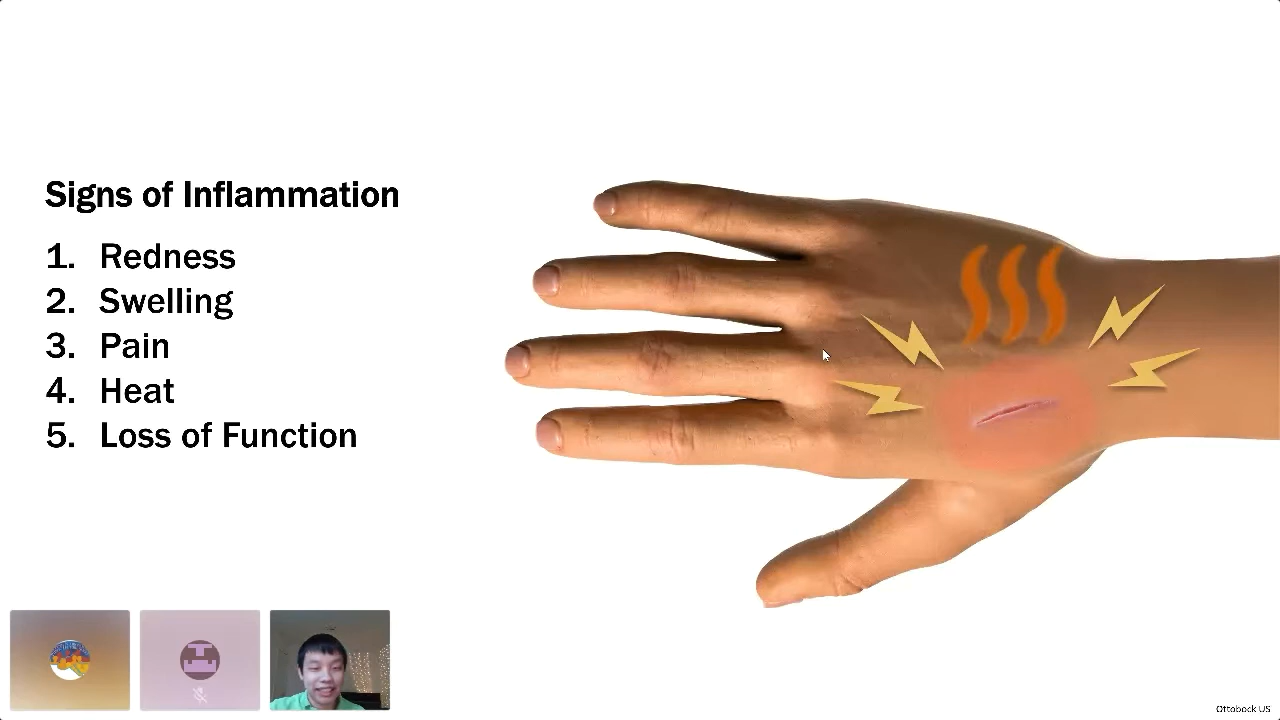 Signs of Inflammation
1. Redness
2. Swelling
3. Pain
4. Heat
5. Loss of Function
Ottobock US